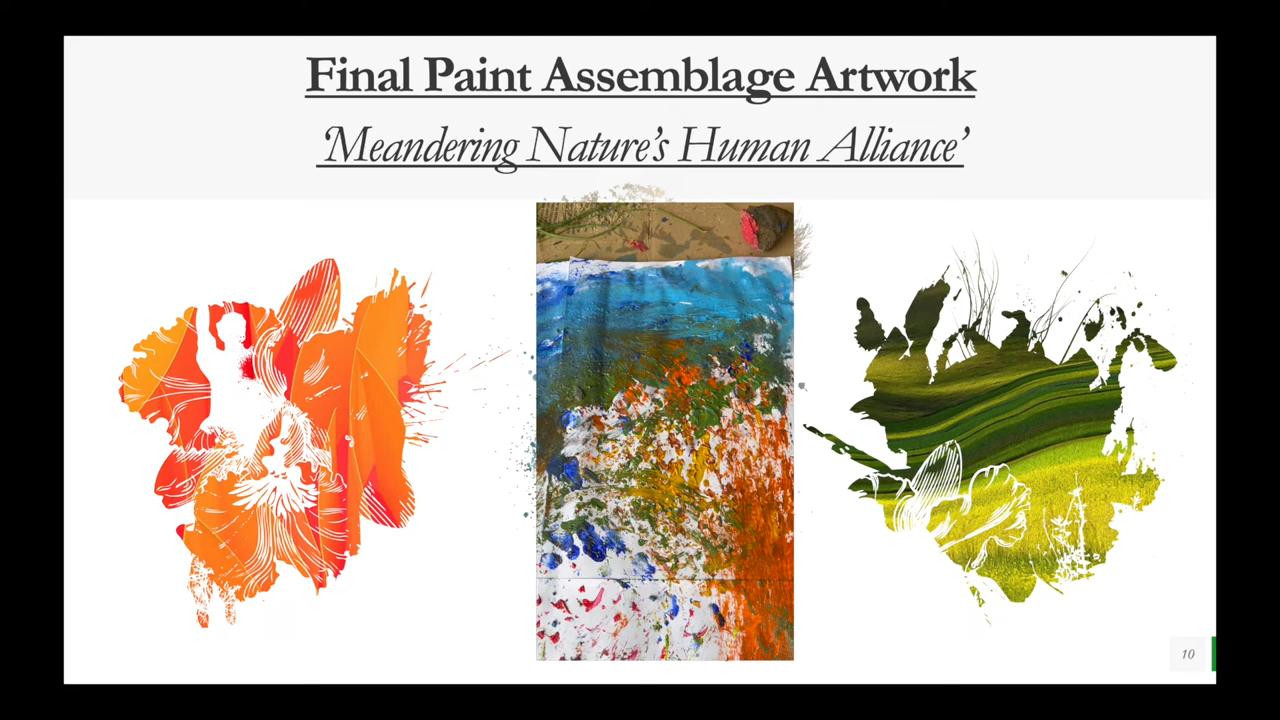 Final Paint Assemblage Artwork
‘Meandering Nature’s Human Alliance’
10